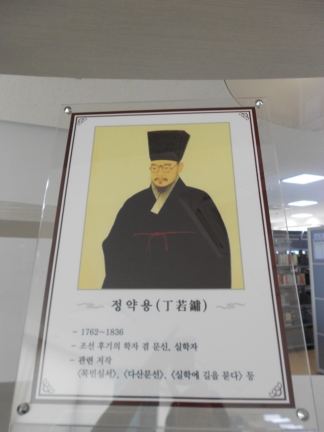 정약용(丁若鏞)
- 1762~1836
- 조선 후기의 학자 겸 문신, 실학자
- 관련 저작
<목민심서>, <다산문선>, <실학에 길을 묻다> 등